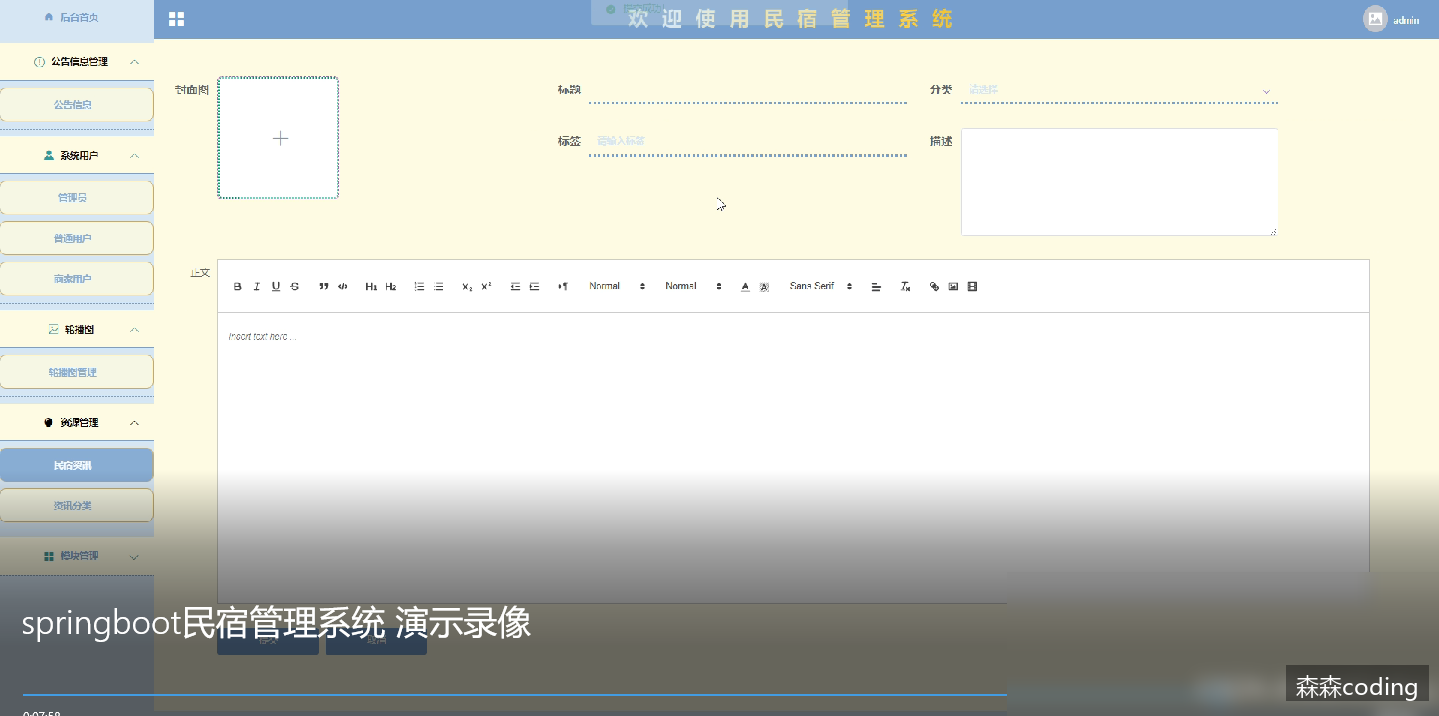 后台首页
欢迎使用民宿管理系统
admin
公告信息管理
公告信息
系统用户
管理员
普通用户
商家用户
轮播图
轮播图管理
资源管理
民宿资讯
资讯分类
模块管理
封面图
标题
分类
请选择
标签
请输入标签
描述
正文
B I U S H1 H2 X2 X2 Normal Normal A A Sans Serif Tx
Insert text here ...
springboot民宿管理系统 演示录像
森森coding
0:07:58